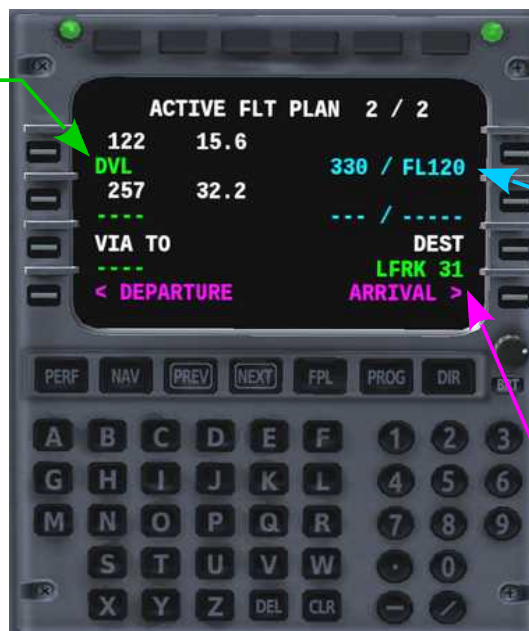 ACTIVE FLT PLAN 2 / 2
122 15.6
DVL 330 / FL120
257 32.2
---- --- / -----
VIA TO DEST
---- LFRK 31
< DEPARTURE ARRIVAL >
PERF NAV PREV NEXT FPL PROG DIR BRT
A B C D E F 1 2 3
G H I J K L 4 5 6
M N O P Q R 7 8 9
S T U V W · 0
X Y Z DEL CLR − /